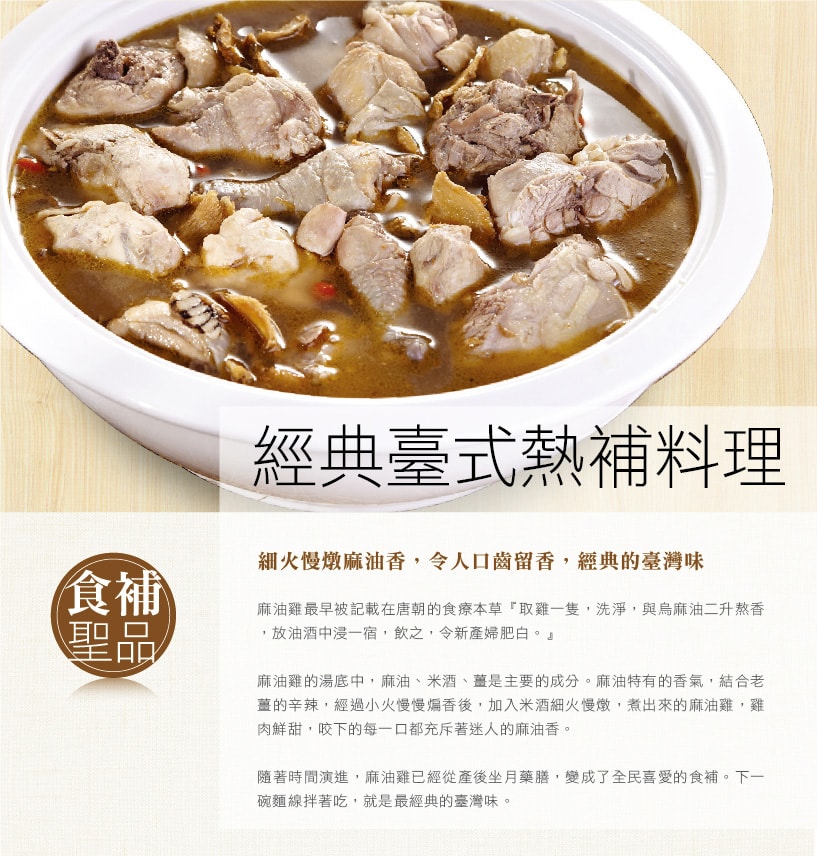 經典臺式熱補料理
食補
聖品
細火慢燉麻油香，令人口齒留香，經典的臺灣味
麻油雞最早被記載在唐朝的食療本草『取雞一隻，洗淨，與烏麻油二升熬香
，放油酒中浸一宿，飲之，令新產婦肥白。』
麻油雞的湯底中，麻油、米酒、薑是主要的成分。麻油特有的香氣，結合老
薑的辛辣，經過小火慢慢煸香後，加入米酒細火慢燉，煮出來的麻油雞，雞
肉鮮甜，咬下的每一口都充斥著迷人的麻油香。
隨著時間演進，麻油雞已經從產後坐月藥膳，變成了全民喜愛的食補。下一
碗麵線拌著吃，就是最經典的臺灣味。